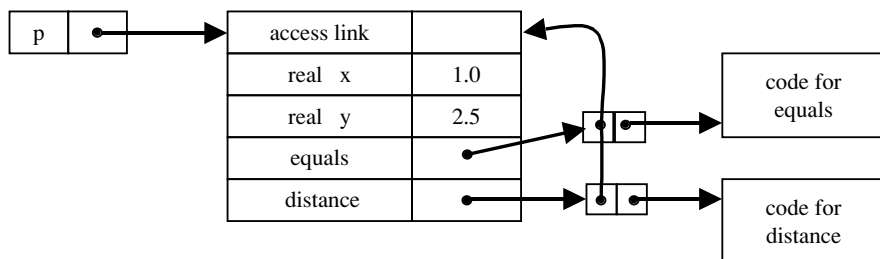 p
access link
real x 1.0
real y 2.5
equals
distance
code for
equals
code for
distance